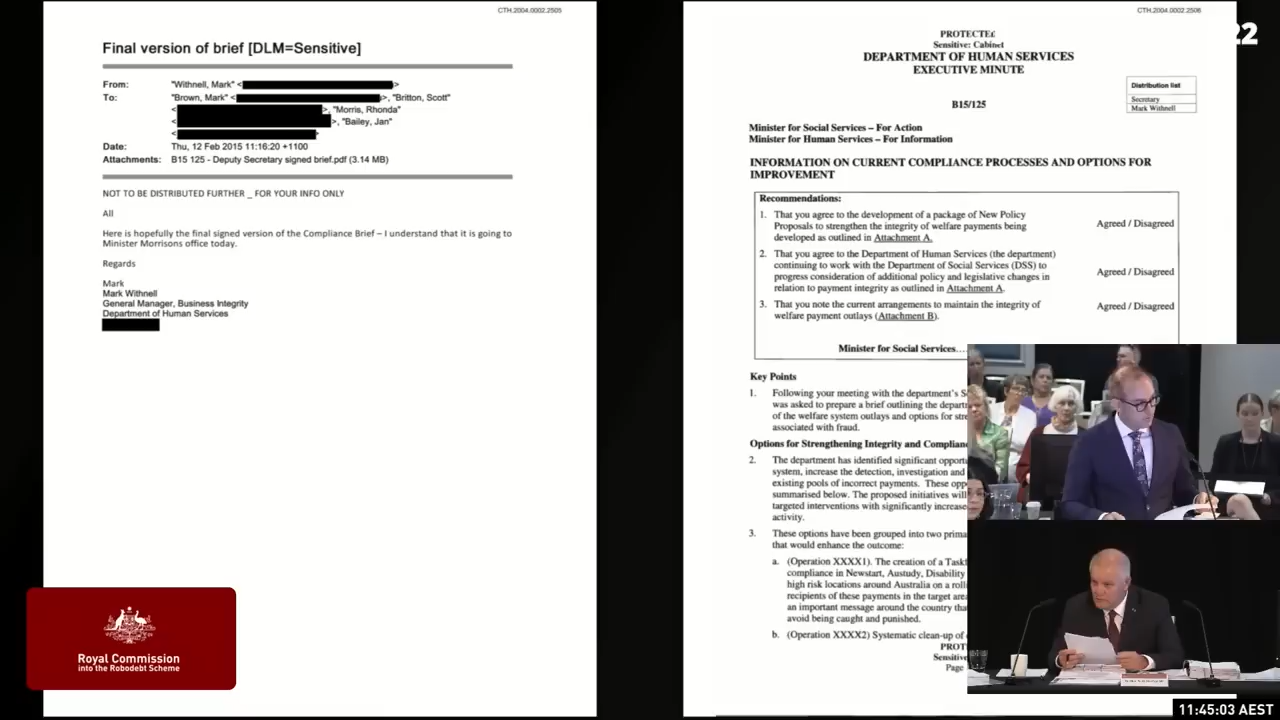 CTH.2004.0002.2505
Final version of brief [DLM=Sensitive]
From: "Withnell, Mark" < >
To: "Brown, Mark" < >, "Britton, Scott"
< >, "Morris, Rhonda"
< >, "Bailey, Jan"
<
Date: Thu, 12 Feb 2015 11:16:20 +1100
Attachments: B15 125 - Deputy Secretary signed brief.pdf (3.14 MB)
NOT TO BE DISTRIBUTED FURTHER _ FOR YOUR INFO ONLY
All
Here is hopefully the final signed version of the Compliance Brief – I understand that it is going to
Minister Morrisons office today.
Regards
Mark
Mark Withnell
General Manager, Business Integrity
Department of Human Services
CTH.2004.0002.2506
22
PROTECTED
Sensitive: Cabinet
DEPARTMENT OF HUMAN SERVICES
EXECUTIVE MINUTE
Distribution list
Secretary
Mark Withnell
B15/125
Minister for Social Services – For Action
Minister for Human Services – For Information
INFORMATION ON CURRENT COMPLIANCE PROCESSES AND OPTIONS FOR
IMPROVEMENT
Recommendations:
1. That you agree to the development of a package of New Policy
Proposals to strengthen the integrity of welfare payments being
developed as outlined in Attachment A.
Agreed / Disagreed
2. That you agree to the Department of Human Services (the department)
continuing to work with the Department of Social Services (DSS) to
progress consideration of additional policy and legislative changes in
relation to payment integrity as outlined in Attachment A.
Agreed / Disagreed
3. That you note the current arrangements to maintain the integrity of
welfare payment outlays (Attachment B).
Agreed / Disagreed
Minister for Social Services....
Key Points
1. Following your meeting with the department's S
was asked to prepare a brief outlining the depart
of the welfare system outlays and options for stre
associated with fraud.
Options for Strengthening Integrity and Complianc
2. The department has identified significant opport
system, increase the detection, investigation and
existing pools of incorrect payments. These opp
summarised below. The proposed initiatives will
targeted interventions with significantly increase
activity.
3. These options have been grouped into two prima
that would enhance the outcome:
a. (Operation XXXX1). The creation of a Task
compliance in Newstart, Austudy, Disability
high risk locations around Australia on a roll
recipients of these payments in the target area
an important message around the country tha
avoid being caught and punished.
b. (Operation XXXX2) Systematic clean-up of
PROT
Sensitiv
Page
Royal Commission
into the Robodebt Scheme
11:45:03 AEST